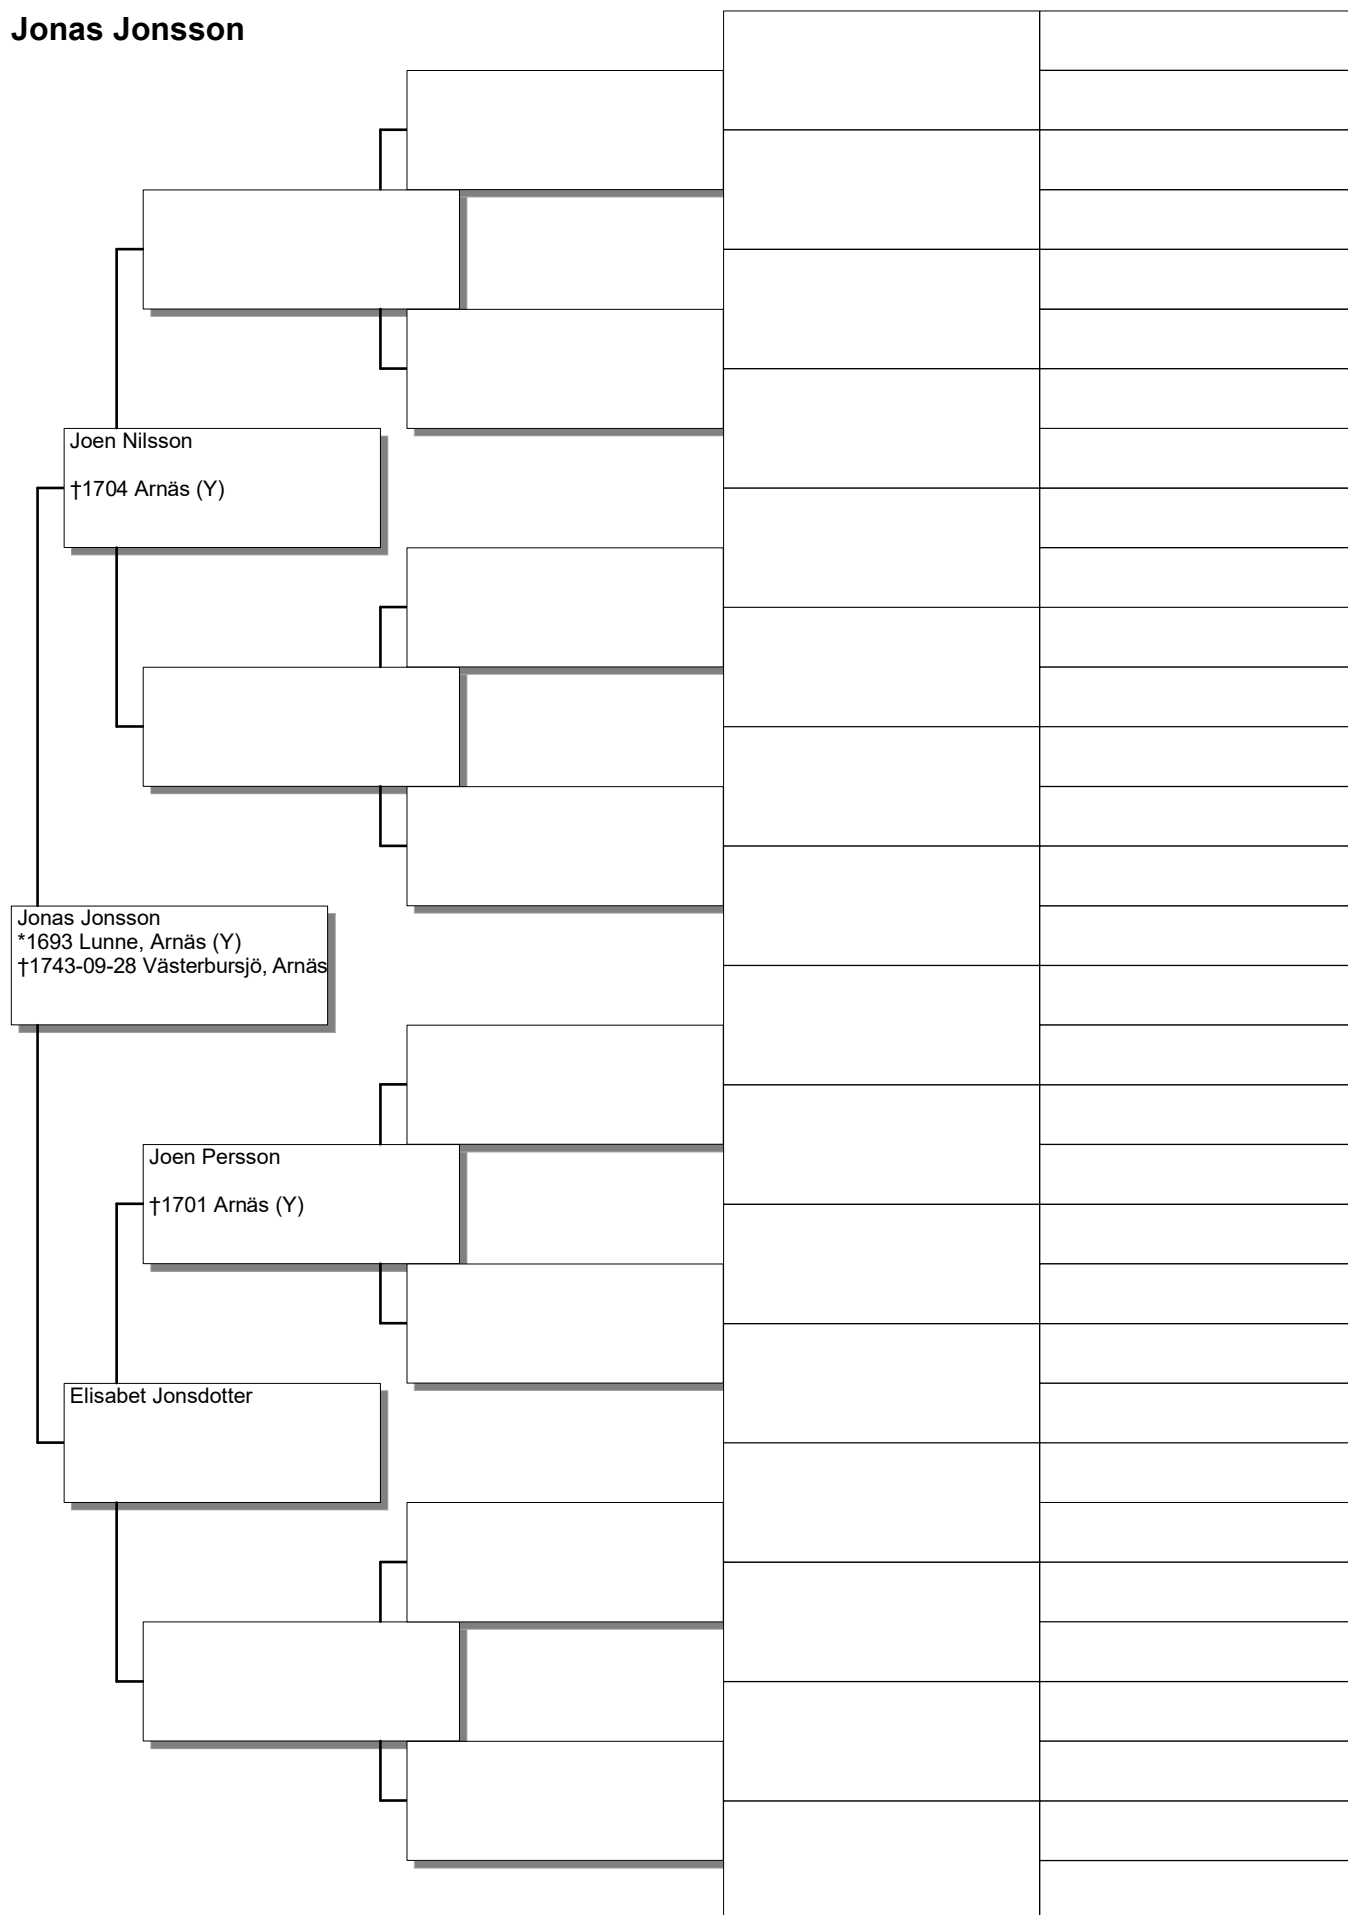 Jonas Jonsson
Joen Nilsson
†1704 Arnäs (Y)
Jonas Jonsson
*1693 Lunne, Arnäs (Y)
†1743-09-28 Västerbursjö, Arnäs
Joen Persson
†1701 Arnäs (Y)
Elisabet Jonsdotter